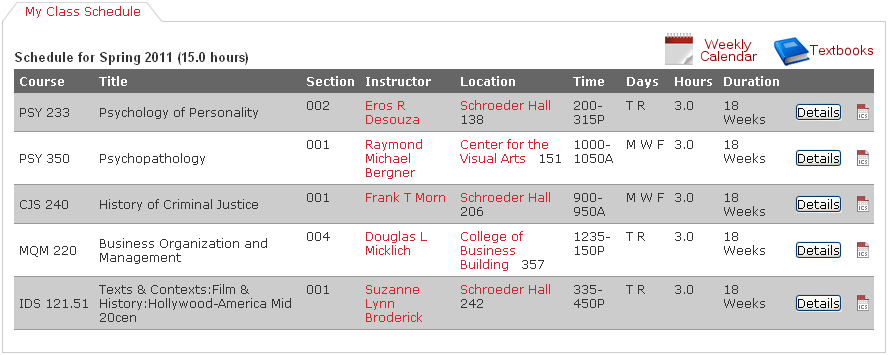 My Class Schedule
Schedule for Spring 2011 (15.0 hours)
Weekly
Calendar
Textbooks
Course Title Section Instructor Location Time Days Hours Duration
PSY 233 Psychology of Personality 002 Eros R
Desouza Schroeder Hall
138 200-
315P T R 3.0 18
Weeks Details ICS
PSY 350 Psychopathology 001 Raymond
Michael
Bergner Center for the
Visual Arts 151 1000-
1050A M W F 3.0 18
Weeks Details ICS
CJS 240 History of Criminal Justice 001 Frank T Morn Schroeder Hall
206 900-
950A M W F 3.0 18
Weeks Details ICS
MQM 220 Business Organization and
Management 004 Douglas L
Micklich College of
Business
Building 357 1235-
150P T R 3.0 18
Weeks Details ICS
IDS 121.51 Texts & Contexts:Film &
History:Hollywood-America Mid
20cen 001 Suzanne
Lynn
Broderick Schroeder Hall
242 335-
450P T R 3.0 18
Weeks Details ICS